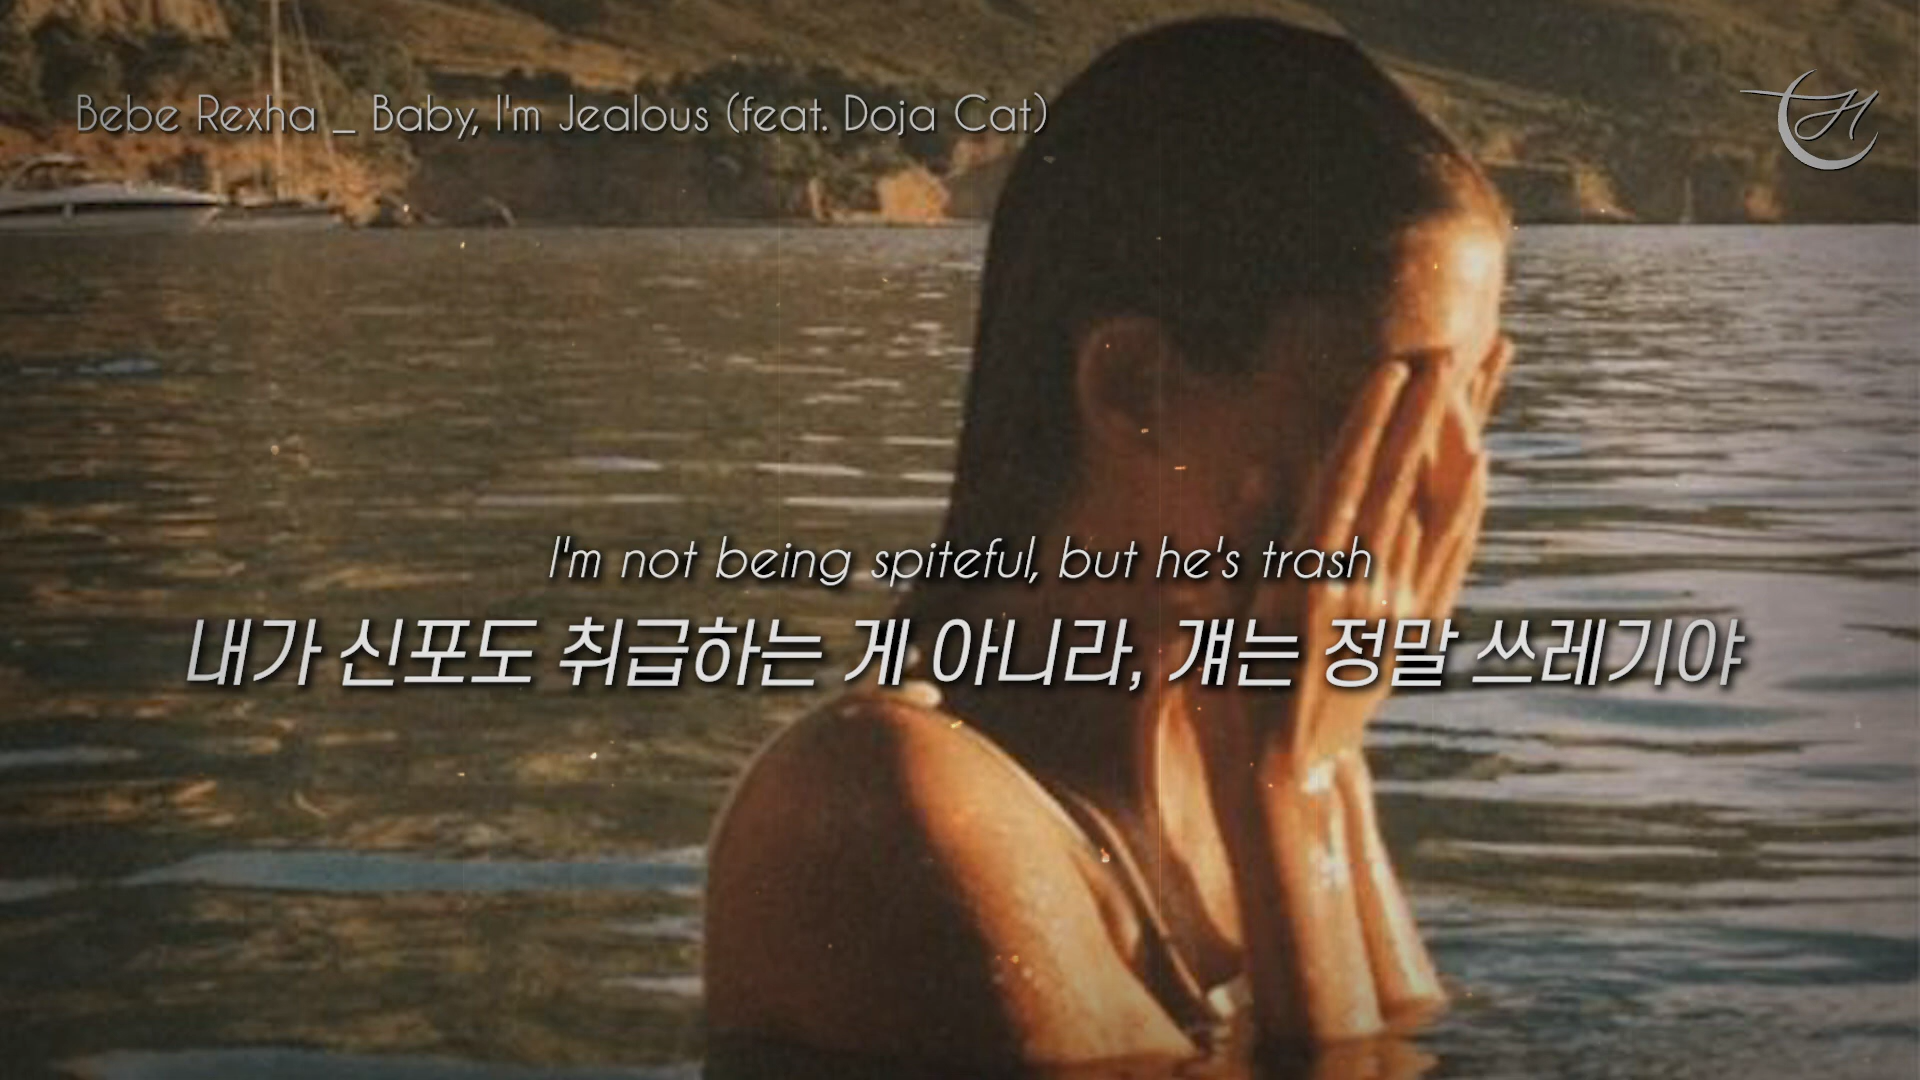 Bebe Rexha _ Baby, I'm Jealous (feat. Doja Cat)
I'm not being spiteful, but he's trash
내가 신포도 취급하는 게 아니라, 걔는 정말 쓰레기야